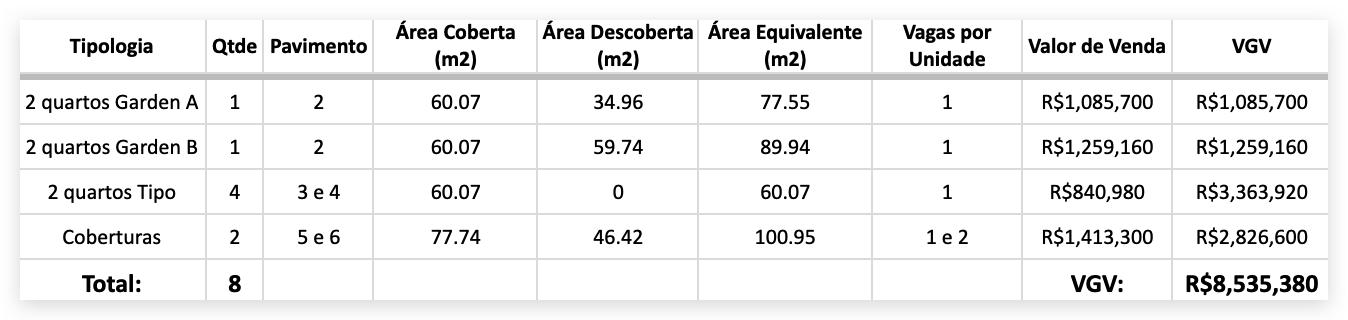 Tipologia Qtde Pavimento Área Coberta (m2) Área Descoberta (m2) Área Equivalente (m2) Vagas por Unidade Valor de Venda VGV
2 quartos Garden A 1 2 60.07 34.96 77.55 1 R$1,085,700 R$1,085,700
2 quartos Garden B 1 2 60.07 59.74 89.94 1 R$1,259,160 R$1,259,160
2 quartos Tipo 4 3 e 4 60.07 0 60.07 1 R$840,980 R$3,363,920
Coberturas 2 5 e 6 77.74 46.42 100.95 1 e 2 R$1,413,300 R$2,826,600
Total: 8 VGV: R$8,535,380